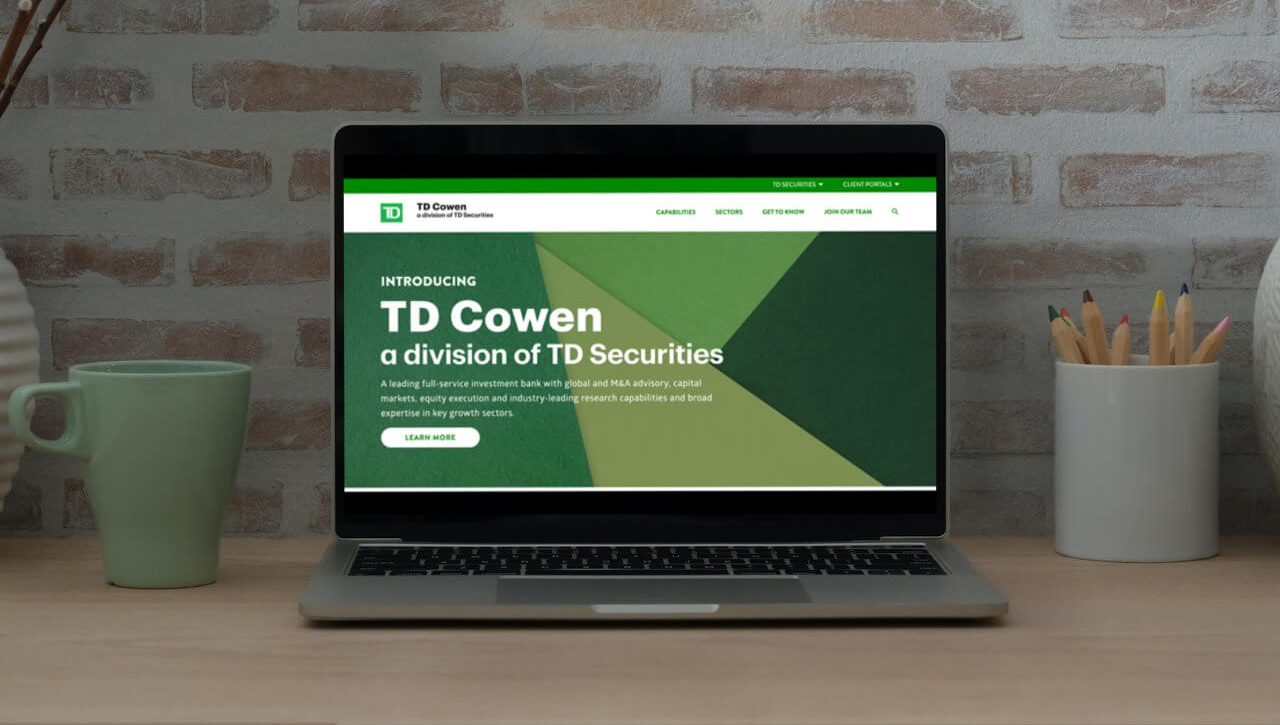 TD SECURITIES
CLIENT PORTALS
TD
TD Cowen
a division of TD Securities
CAPABILITIES
SECTORS
GET TO KNOW
JOIN OUR TEAM
INTRODUCING
TD Cowen
a division of TD Securities
A leading full-service investment bank with global and M&A advisory, capital
markets, equity execution and industry-leading research capabilities and broad
expertise in key growth sectors.
LEARN MORE